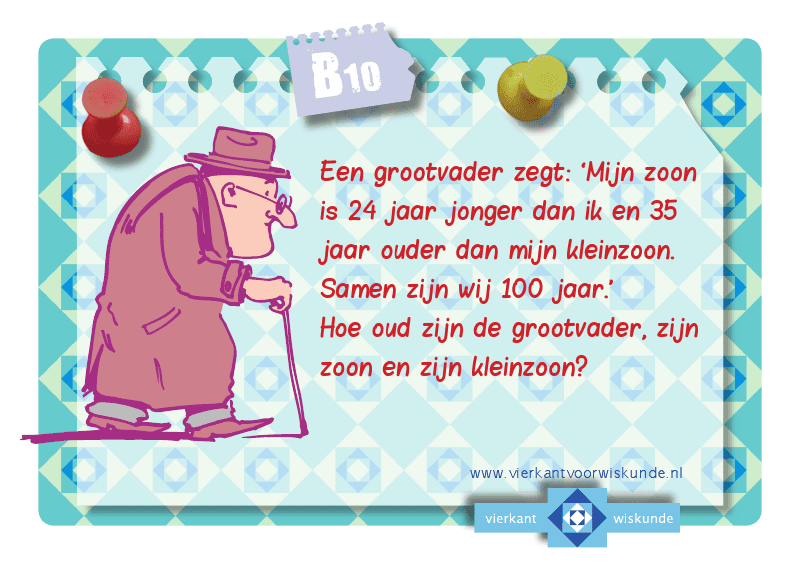 B10
Een grootvader zegt: ‘Mijn zoon
is 24 jaar jonger dan ik en 35
jaar ouder dan mijn kleinzoon.
Samen zijn wij 100 jaar.’
Hoe oud zijn de grootvader, zijn
zoon en zijn kleinzoon?
www.vierkantvoorwiskunde.nl
vierkant wiskunde